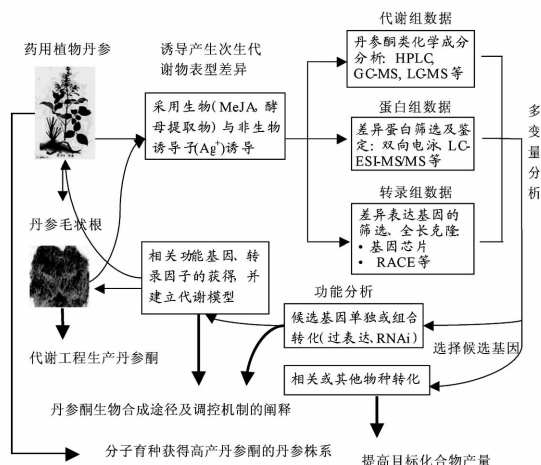 药用植物丹参
诱导产生次生代
谢物表型差异
采用生物(MeJA, 酵
母提取物) 与非生物
诱导子(Ag⁺)诱导
代谢组数据
丹参酮类化学成分
分析: HPLC,
GC-MS, LC-MS等
蛋白组数据
差异蛋白筛选及鉴
定: 双向电泳、LC-
ESI-MS/MS等
转录组数据
差异表达基因的
筛选、全长克隆
• 基因芯片
• RACE等
多变量分析
丹参毛状根
相关功能基因、转
录因子的获得, 并
建立代谢模型
功能分析
候选基因单独或组合
转化(过表达、RNAi)
选择候选基因
代谢工程生产丹参酮
相关或其他物种转化
丹参酮生物合成途径及调控机制的阐释
分子育种获得高产丹参酮的丹参株系
提高目标化合物产量